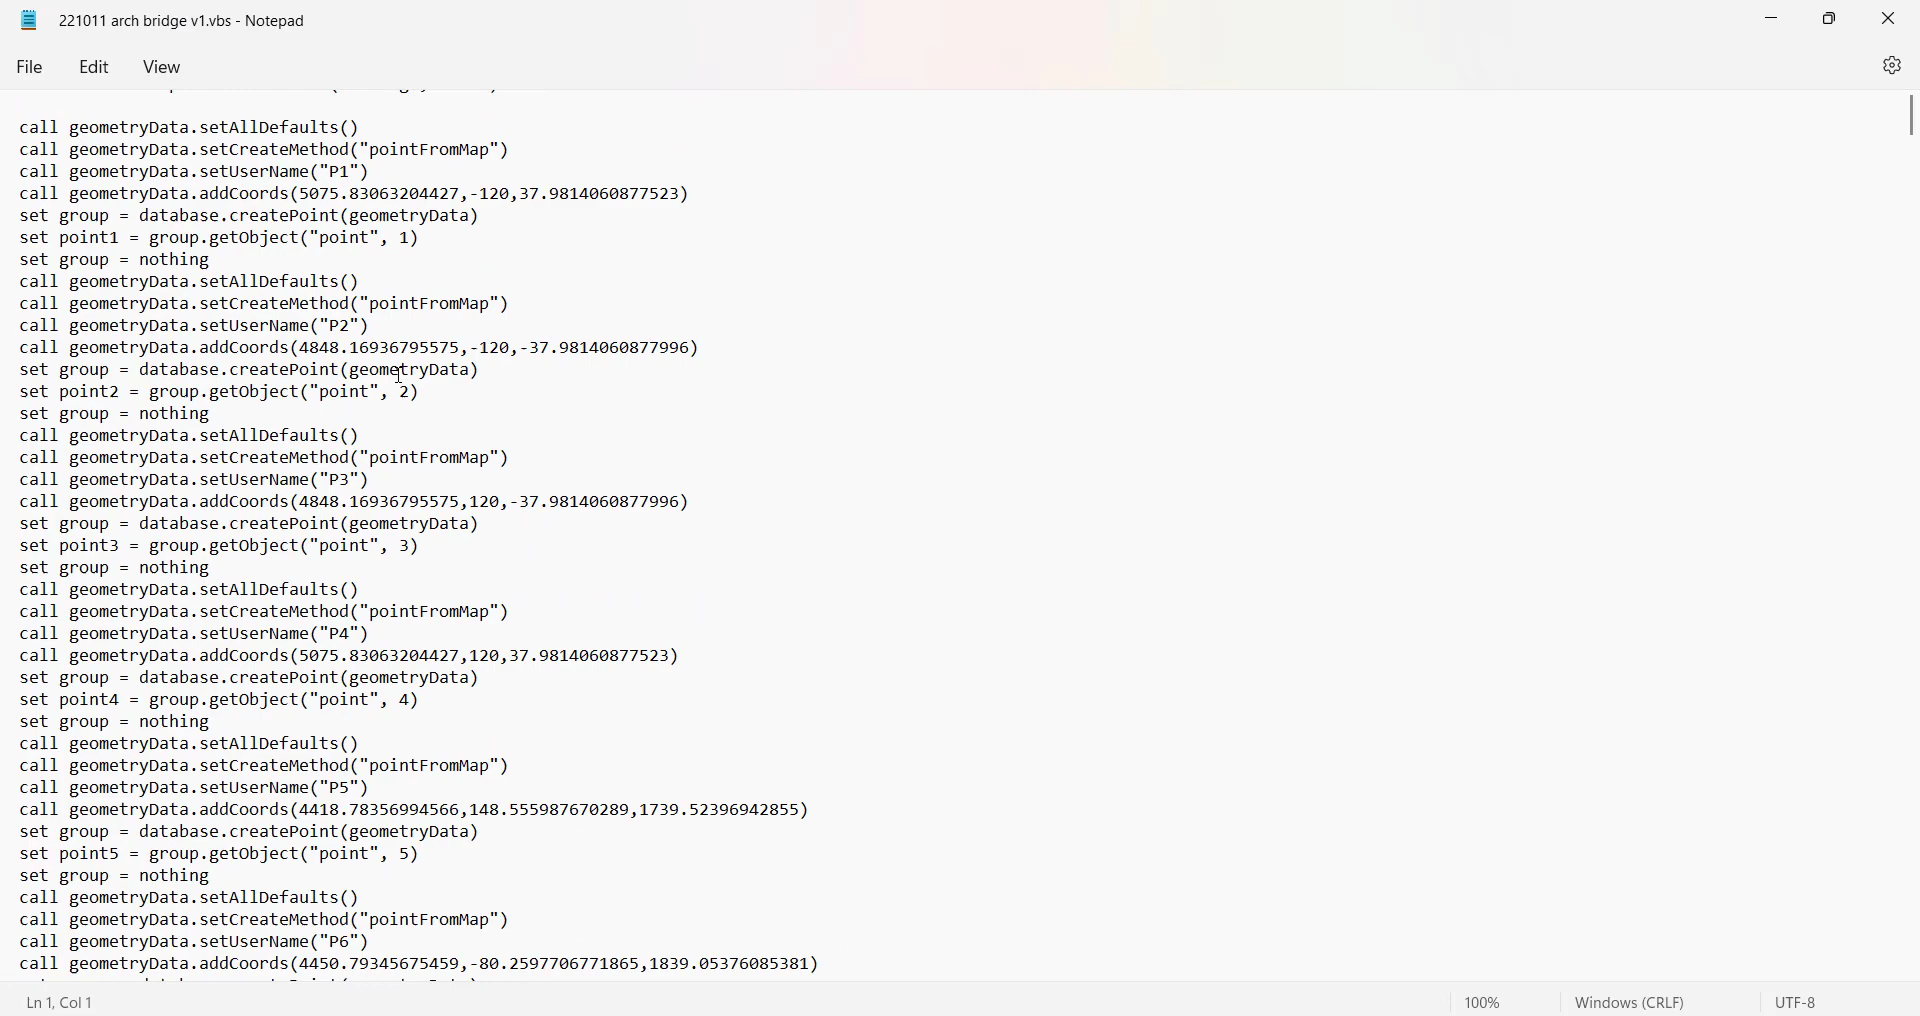 221011 arch bridge v1.vbs - Notepad
File Edit View
call geometryData.setAllDefaults()
call geometryData.setCreateMethod("pointFromMap")
call geometryData.setUserName("P1")
call geometryData.addCoords(5075.83063204427,-120,37.9814060877523)
set group = database.createPoint(geometryData)
set point1 = group.getObject("point", 1)
set group = nothing
call geometryData.setAllDefaults()
call geometryData.setCreateMethod("pointFromMap")
call geometryData.setUserName("P2")
call geometryData.addCoords(4848.16936795575,-120,-37.9814060877996)
set group = database.createPoint(geometryData)
set point2 = group.getObject("point", 2)
set group = nothing
call geometryData.setAllDefaults()
call geometryData.setCreateMethod("pointFromMap")
call geometryData.setUserName("P3")
call geometryData.addCoords(4848.16936795575,120,-37.9814060877996)
set group = database.createPoint(geometryData)
set point3 = group.getObject("point", 3)
set group = nothing
call geometryData.setAllDefaults()
call geometryData.setCreateMethod("pointFromMap")
call geometryData.setUserName("P4")
call geometryData.addCoords(5075.83063204427,120,37.9814060877523)
set group = database.createPoint(geometryData)
set point4 = group.getObject("point", 4)
set group = nothing
call geometryData.setAllDefaults()
call geometryData.setCreateMethod("pointFromMap")
call geometryData.setUserName("P5")
call geometryData.addCoords(4418.78356994566,148.555987670289,1739.52396942855)
set group = database.createPoint(geometryData)
set point5 = group.getObject("point", 5)
set group = nothing
call geometryData.setAllDefaults()
call geometryData.setCreateMethod("pointFromMap")
call geometryData.setUserName("P6")
call geometryData.addCoords(4450.79345675459,-80.2597706771865,1839.05376085381)
Ln 1, Col 1 100% Windows (CRLF) UTF-8